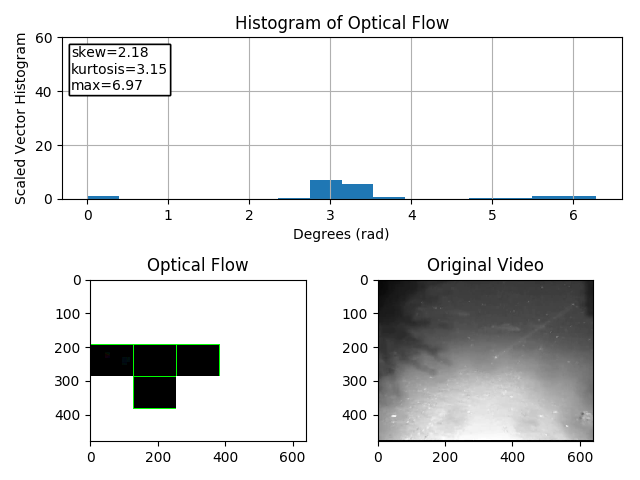 Histogram of Optical Flow
Scaled Vector Histogram
60
40
20
0
skew=2.18
kurtosis=3.15
max=6.97
0 1 2 3 4 5 6
Degrees (rad)
Optical Flow
0
100
200
300
400
0 200 400 600
Original Video
0
100
200
300
400
0 200 400 600